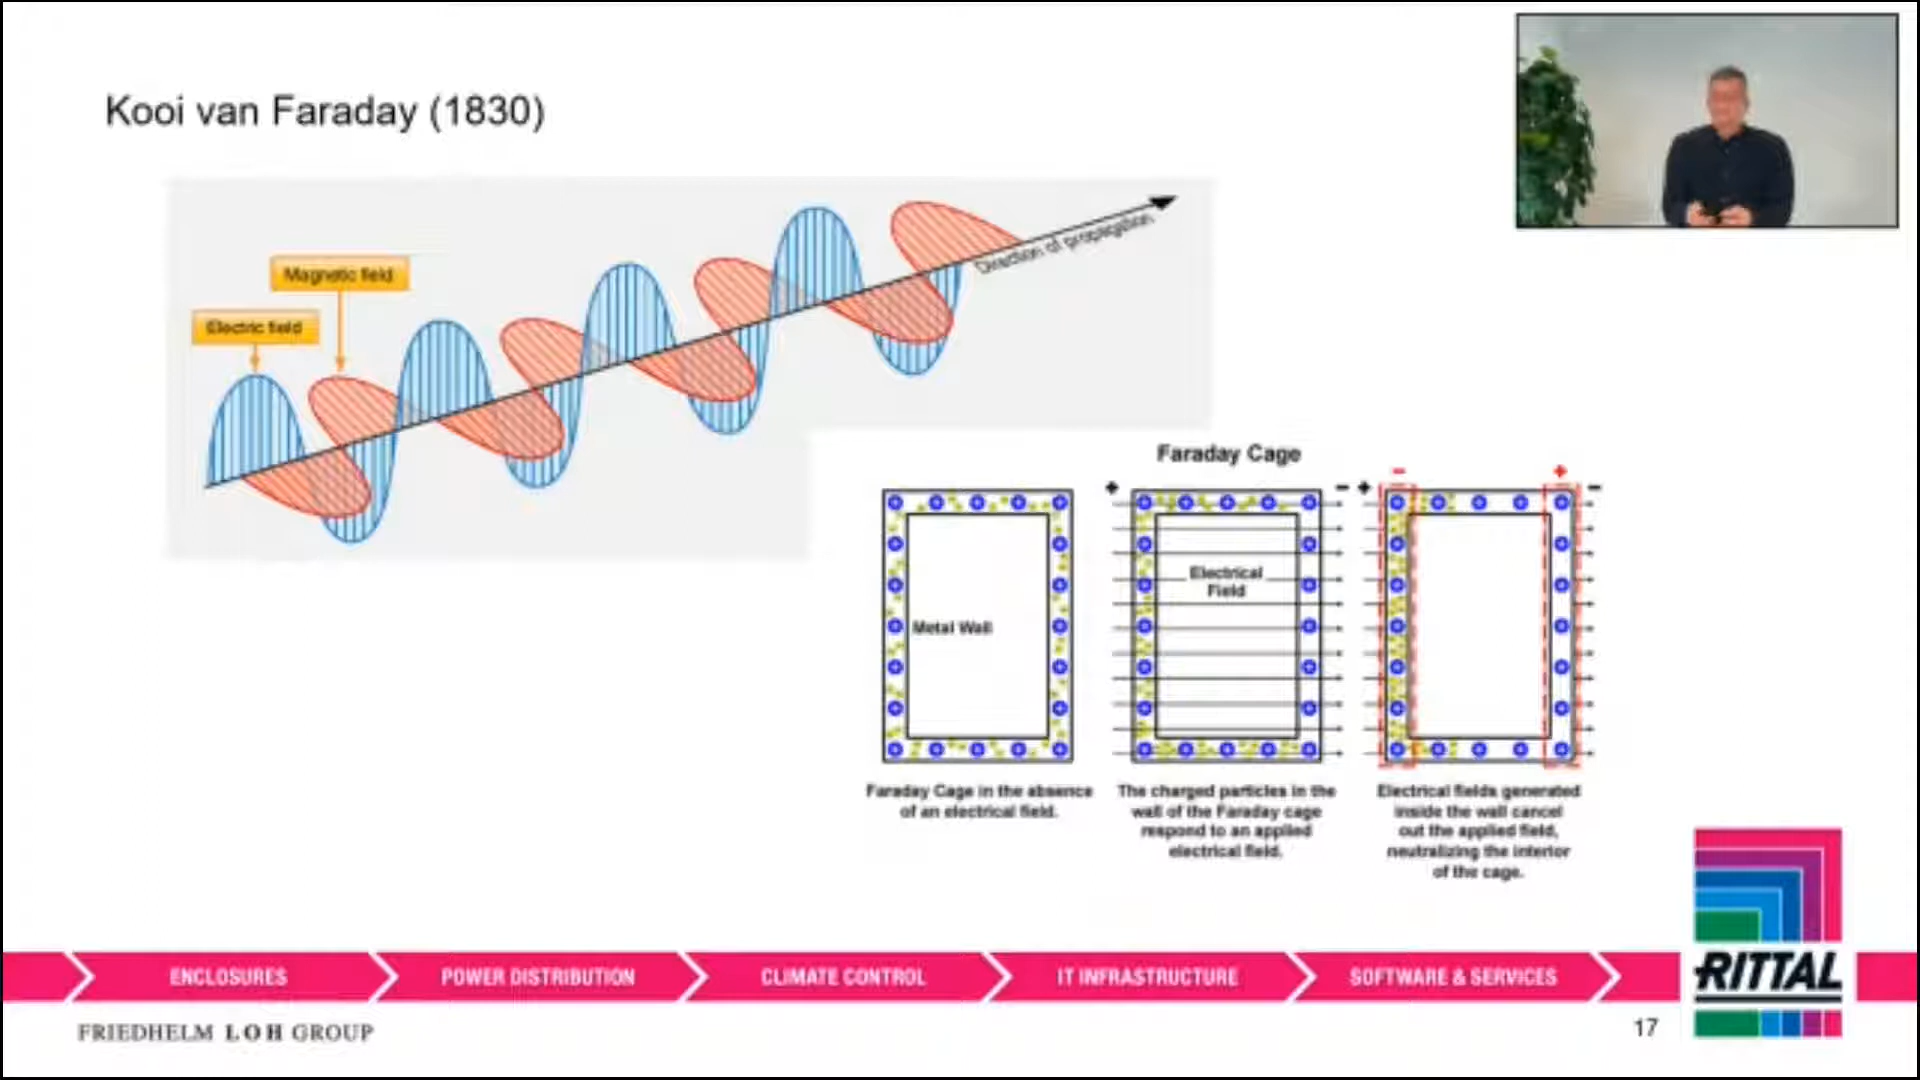 Kooi van Faraday (1830)
Magnetic field
Electric field
Direction of propagation
Faraday Cage
+
-
+
-
+
-
Metal Wall
Electrical
Field
Faraday Cage in the absence
of an electrical field.
The charged particles in the
wall of the Faraday cage
respond to an applied
electrical field.
Electrical fields generated
inside the wall cancel
out the applied field,
neutralizing the interior
of the cage.
ENCLOSURES
POWER DISTRIBUTION
CLIMATE CONTROL
IT INFRASTRUCTURE
SOFTWARE & SERVICES
RITTAL
FRIEDHELM LOH GROUP
17